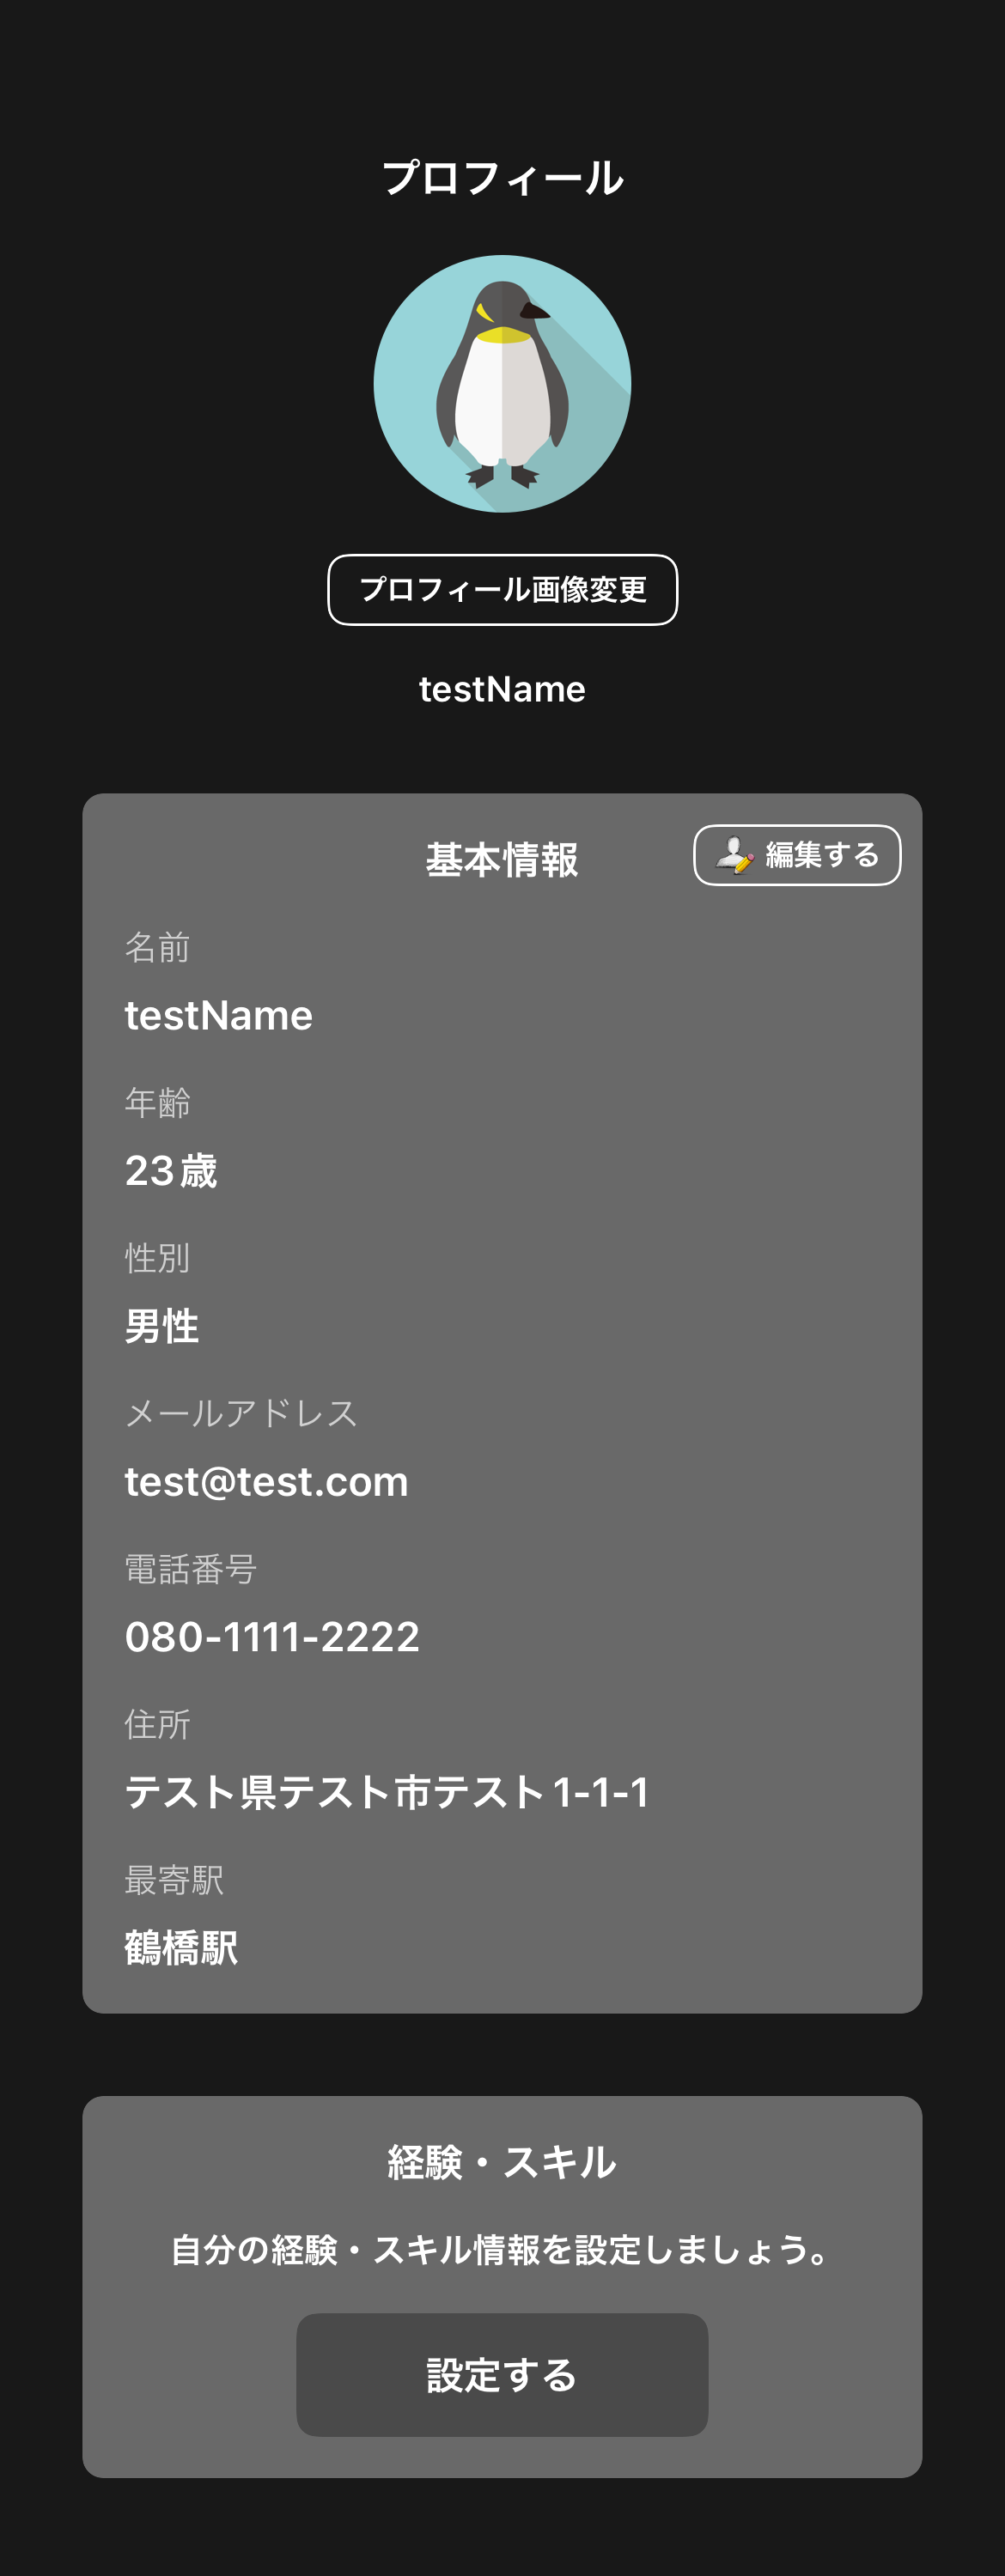 プロフィール
プロフィール画像変更
testName
基本情報
編集する
名前
testName
年齢
23歳
性別
男性
メールアドレス
test@test.com
電話番号
080-1111-2222
住所
テスト県テスト市テスト1-1-1
最寄駅
鶴橋駅
経験・スキル
自分の経験・スキル情報を設定しましょう。
設定する